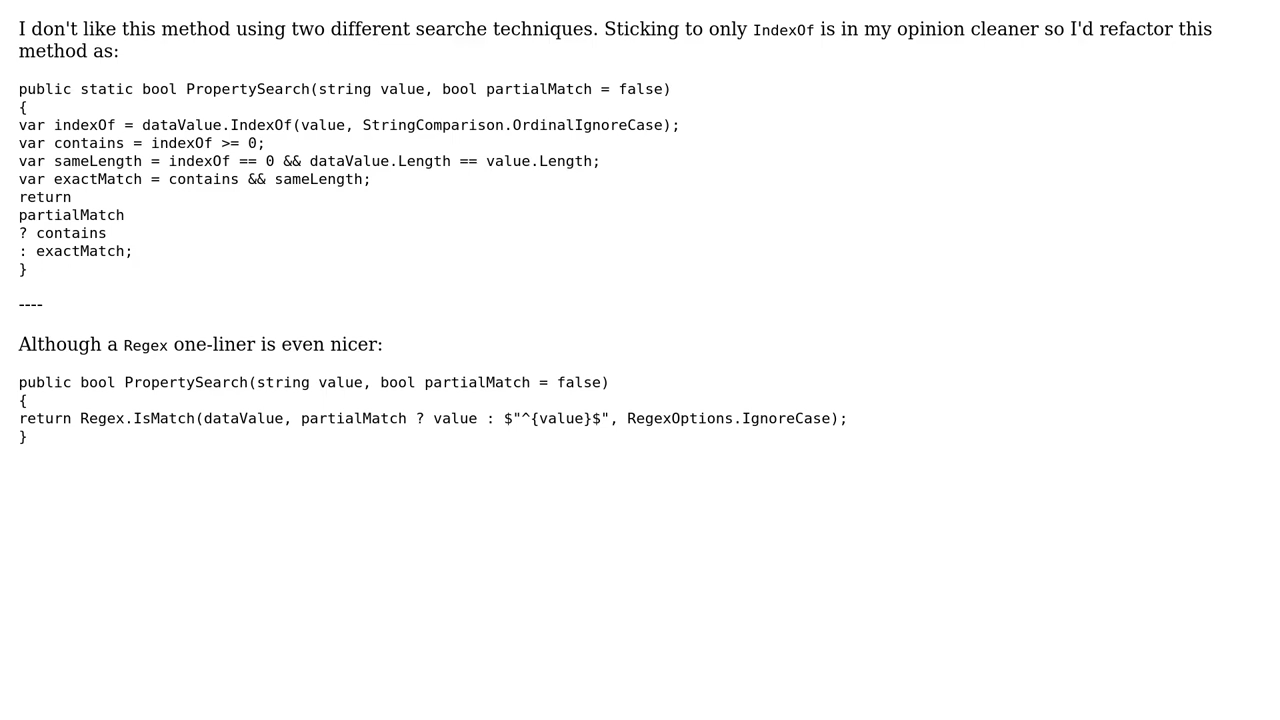 I don't like this method using two different searche techniques. Sticking to only IndexOf is in my opinion cleaner so I'd refactor this
method as:
public static bool PropertySearch(string value, bool partialMatch = false)
{
var indexOf = dataValue.IndexOf(value, StringComparison.OrdinalIgnoreCase);
var contains = indexOf >= 0;
var sameLength = indexOf == 0 && dataValue.Length == value.Length;
var exactMatch = contains && sameLength;
return
partialMatch
? contains
: exactMatch;
}
----
Although a Regex one-liner is even nicer:
public bool PropertySearch(string value, bool partialMatch = false)
{
return Regex.IsMatch(dataValue, partialMatch ? value : $"^{value}$", RegexOptions.IgnoreCase);
}